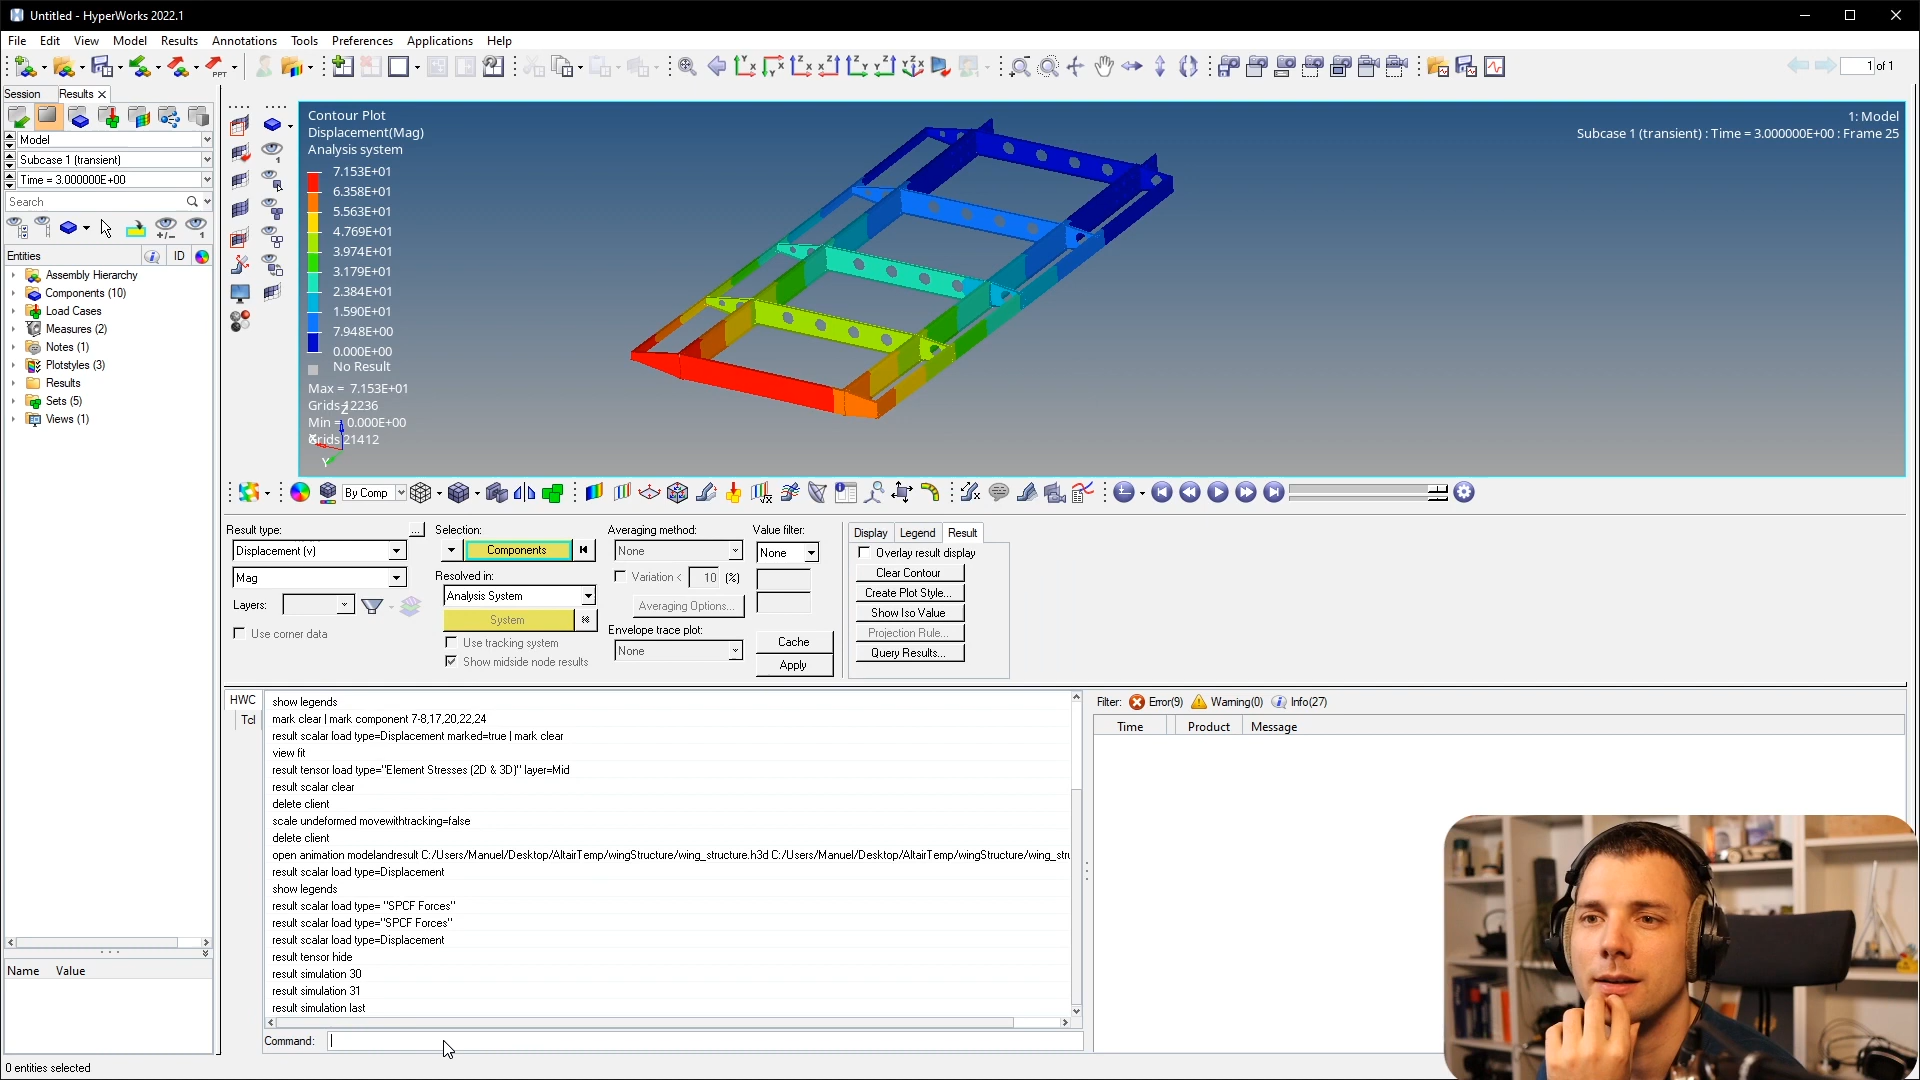 Untitled - HyperWorks 2022.1
File Edit View Model Results Annotations Tools Preferences Applications Help
PPT
1 of 1
Session Results
Model
Subcase 1 (transient)
Time = 3.000000E+00
Search
Entities ID
Assembly Hierarchy
Components (10)
Load Cases
Measures (2)
Notes (1)
Plotstyles (3)
Results
Sets (5)
Views (1)
Name Value
0 entities selected
Contour Plot
Displacement(Mag)
Analysis system
7.153E+01
6.358E+01
5.563E+01
4.769E+01
3.974E+01
3.179E+01
2.384E+01
1.590E+01
7.948E+00
0.000E+00
No Result
Max = 7.153E+01
Grids 12236
Min = 0.000E+00
Grids 21412
Z
X
Y
1: Model
Subcase 1 (transient) : Time = 3.000000E+00 : Frame 25
By Comp
Result type:
Displacement (v)
Mag
Layers:
Use corner data
Selection:
Components
Resolved in:
Analysis System
System
Use tracking system
Show midside node results
Averaging method:
None
Variation < 10 (%)
Averaging Options...
Envelope trace plot:
None
Value filter:
None
Cache
Apply
Display Legend Result
Overlay result display
Clear Contour
Create Plot Style...
Show Iso Value
Projection Rule...
Query Results...
HWC
Tcl
show legends
mark clear | mark component 7-8,17,20,22,24
result scalar load type=Displacement marked=true | mark clear
view fit
result tensor load type="Element Stresses (2D & 3D)" layer=Mid
result scalar clear
delete client
scale undeformed movewithtracking=false
delete client
open animation modelandresult C:/Users/Manuel/Desktop/AltairTemp/wingStructure/wing_structure.h3d C:/Users/Manuel/Desktop/AltairTemp/wingStructure/wing_stru
result scalar load type=Displacement
show legends
result scalar load type= "SPCF Forces"
result scalar load type="SPCF Forces"
result scalar load type=Displacement
result tensor hide
result simulation 30
result simulation 31
result simulation last
Command:
Filter: Error(9) Warning(0) Info(27)
Time Product Message